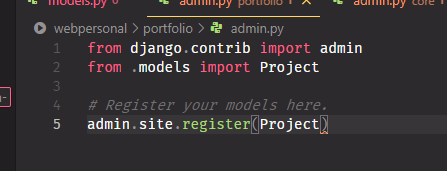 models.py 6 admin.py portfolio 1 admin.py core
webpersonal > portfolio > admin.py
1 from django.contrib import admin
2 from .models import Project
3
4 # Register your models here.
5 admin.site.register(Project)